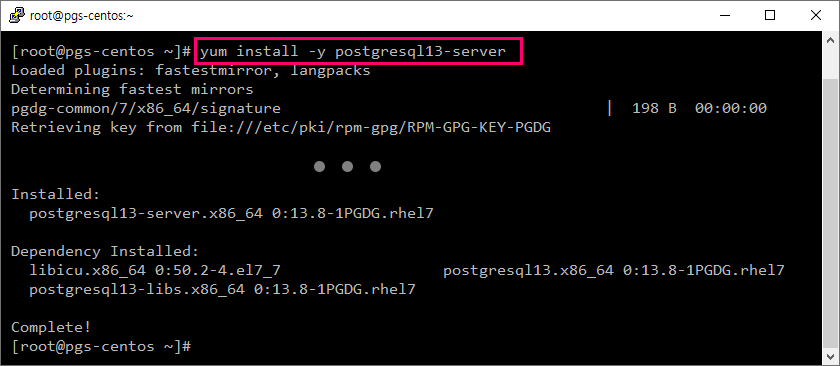 root@pgs-centos:~
[root@pgs-centos ~]# yum install -y postgresql13-server
Loaded plugins: fastestmirror, langpacks
Determining fastest mirrors
pgdg-common/7/x86_64/signature | 198 B 00:00:00
Retrieving key from file:///etc/pki/rpm-gpg/RPM-GPG-KEY-PGDG
● ● ●
Installed:
postgresql13-server.x86_64 0:13.8-1PGDG.rhel7
Dependency Installed:
libicu.x86_64 0:50.2-4.el7_7 postgresql13.x86_64 0:13.8-1PGDG.rhel7
postgresql13-libs.x86_64 0:13.8-1PGDG.rhel7
Complete!
[root@pgs-centos ~]#